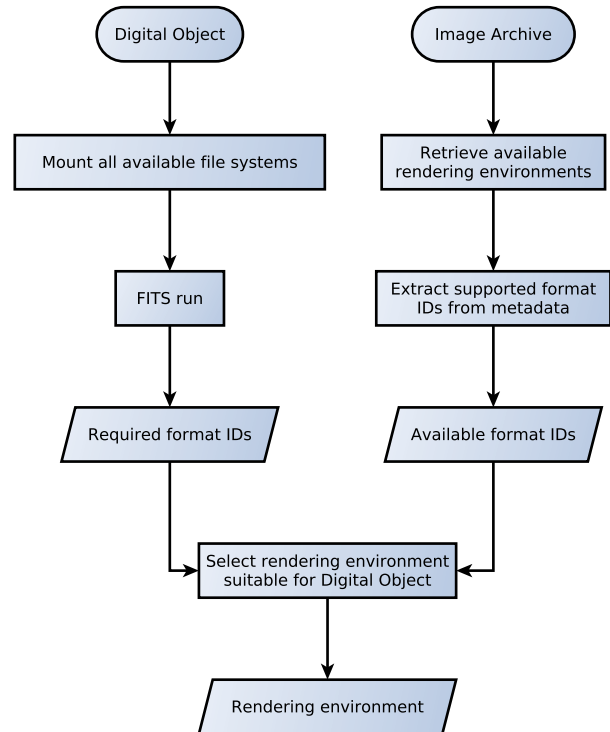 Digital Object
Image Archive
Mount all available file systems
Retrieve available
rendering environments
FITS run
Extract supported format
IDs from metadata
Required format IDs
Available format IDs
Select rendering environment
suitable for Digital Object
Rendering environment